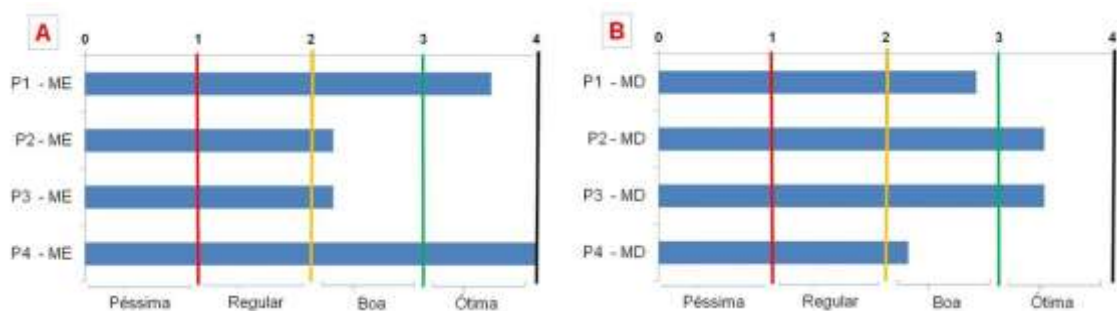 A
0 1 2 3 4
P1 - ME
P2 - ME
P3 - ME
P4 - ME
Péssima Regular Boa Ótima
B
0 1 2 3 4
P1 - MD
P2 - MD
P3 - MD
P4 - MD
Péssima Regular Boa Ótima